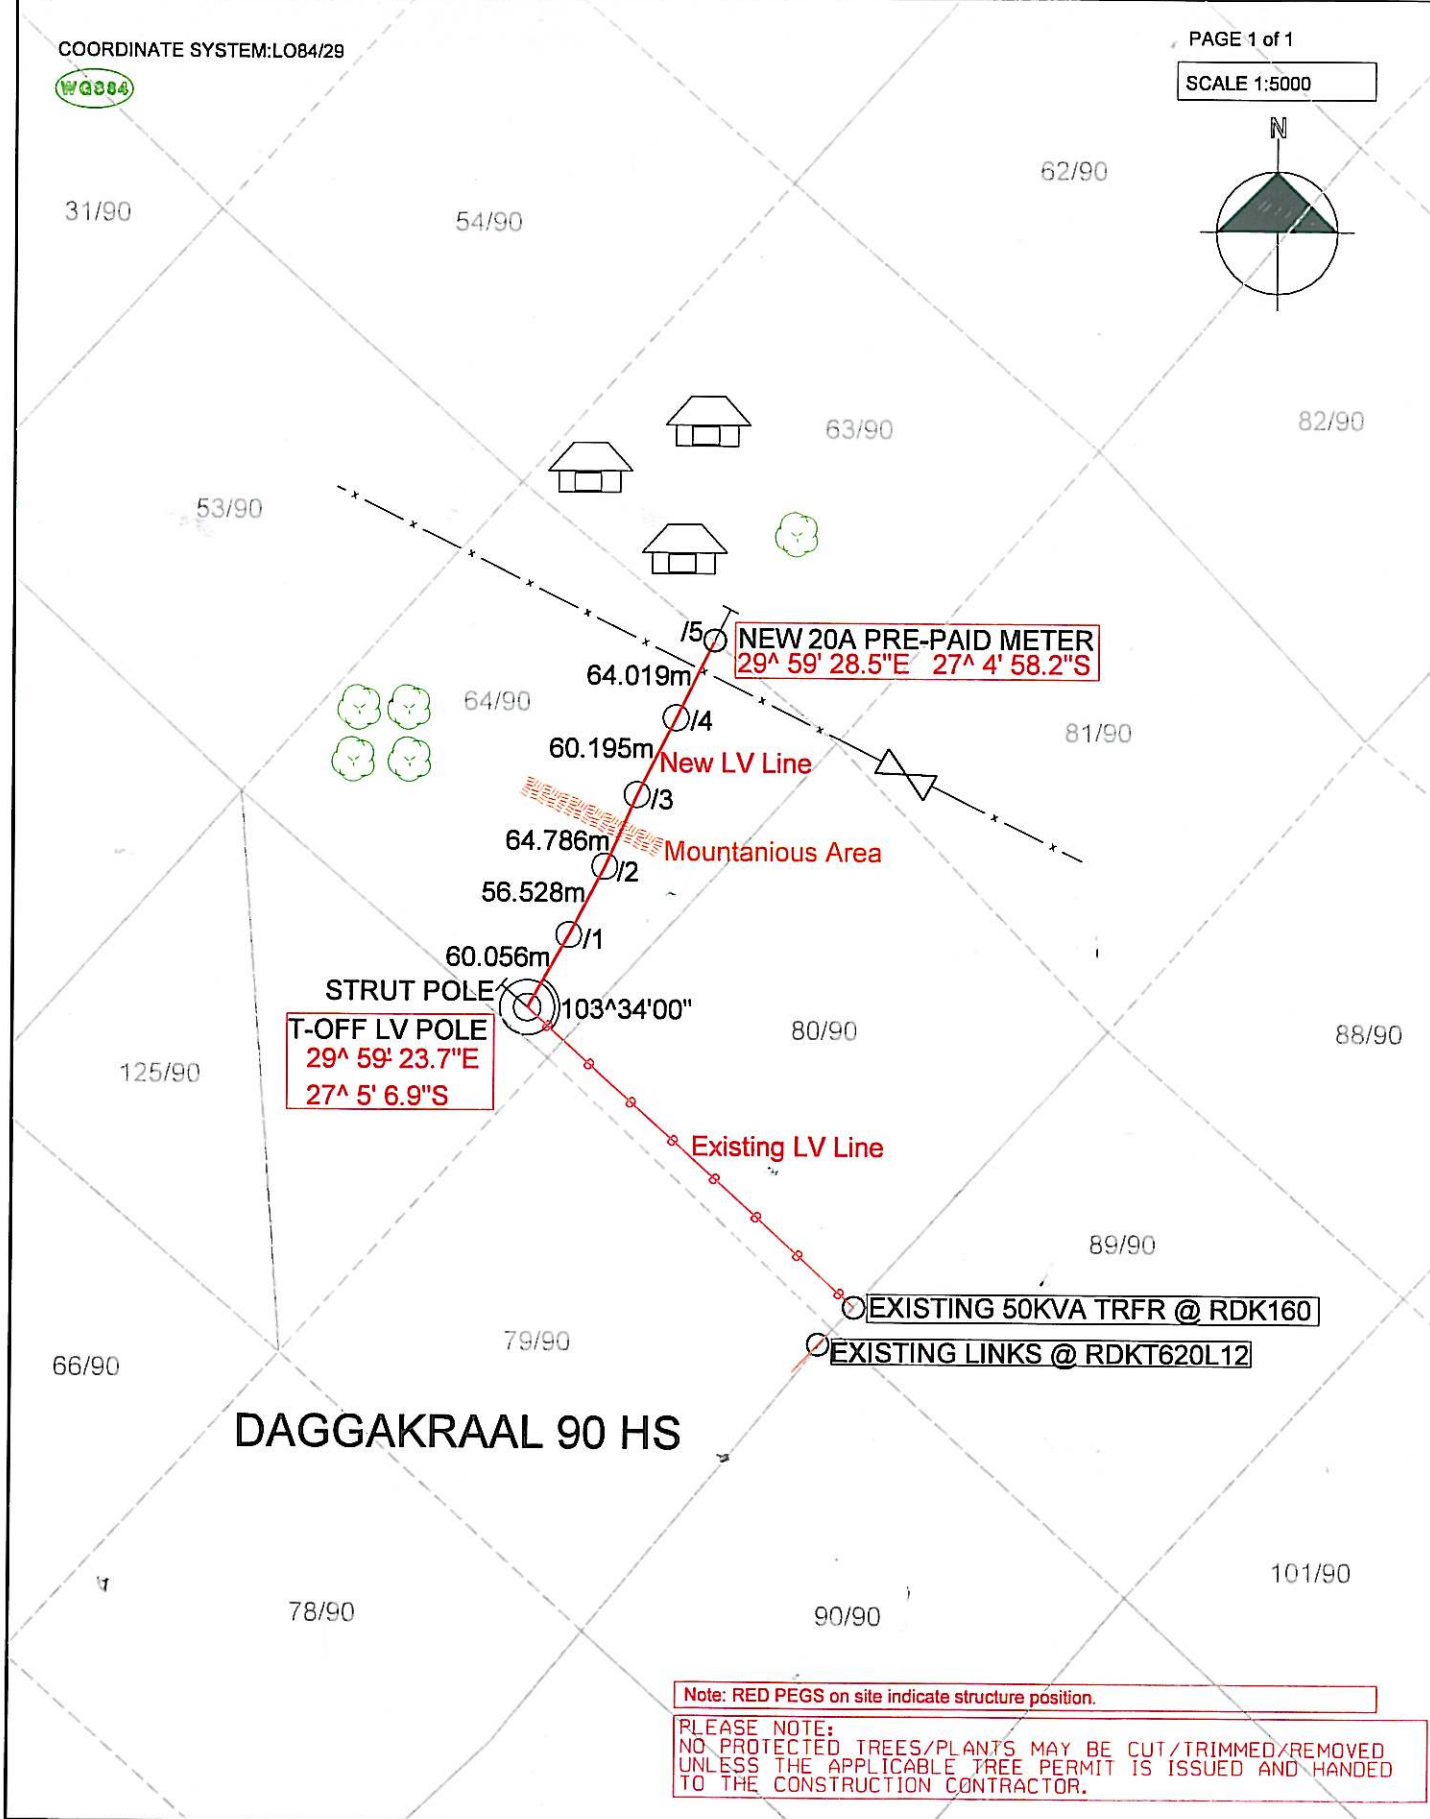 COORDINATE SYSTEM:LO84/29
WGS84
PAGE 1 of 1
SCALE 1:5000
N
62/90
31/90
54/90
63/90
82/90
53/90
/5
NEW 20A PRE-PAID METER
29^ 59' 28.5"E 27^ 4' 58.2"S
64.019m
64/90
/4
81/90
60.195m
New LV Line
/3
64.786m
Mountanious Area
/2
56.528m
/1
60.056m
STRUT POLE
103^34'00"
T-OFF LV POLE
29^ 59' 23.7"E
27^ 5' 6.9"S
80/90
88/90
125/90
Existing LV Line
89/90
EXISTING 50KVA TRFR @ RDK160
79/90
EXISTING LINKS @ RDKT620L12
66/90
DAGGAKRAAL 90 HS
101/90
78/90
90/90
Note: RED PEGS on site indicate structure position.
PLEASE NOTE:
NO PROTECTED TREES/PLANTS MAY BE CUT/TRIMMED/REMOVED
UNLESS THE APPLICABLE TREE PERMIT IS ISSUED AND HANDED
TO THE CONSTRUCTION CONTRACTOR.